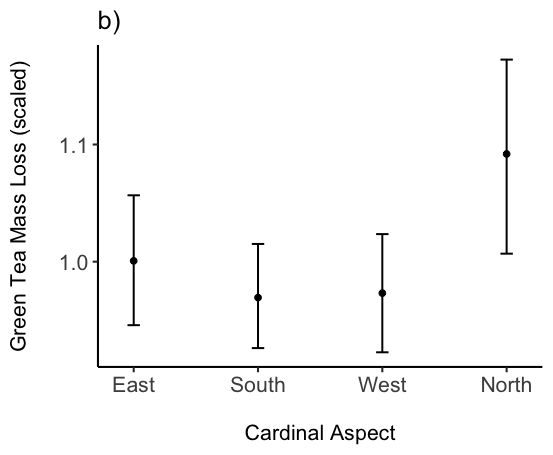 b)
Green Tea Mass Loss (scaled)
1.1
1.0
East South West North
Cardinal Aspect